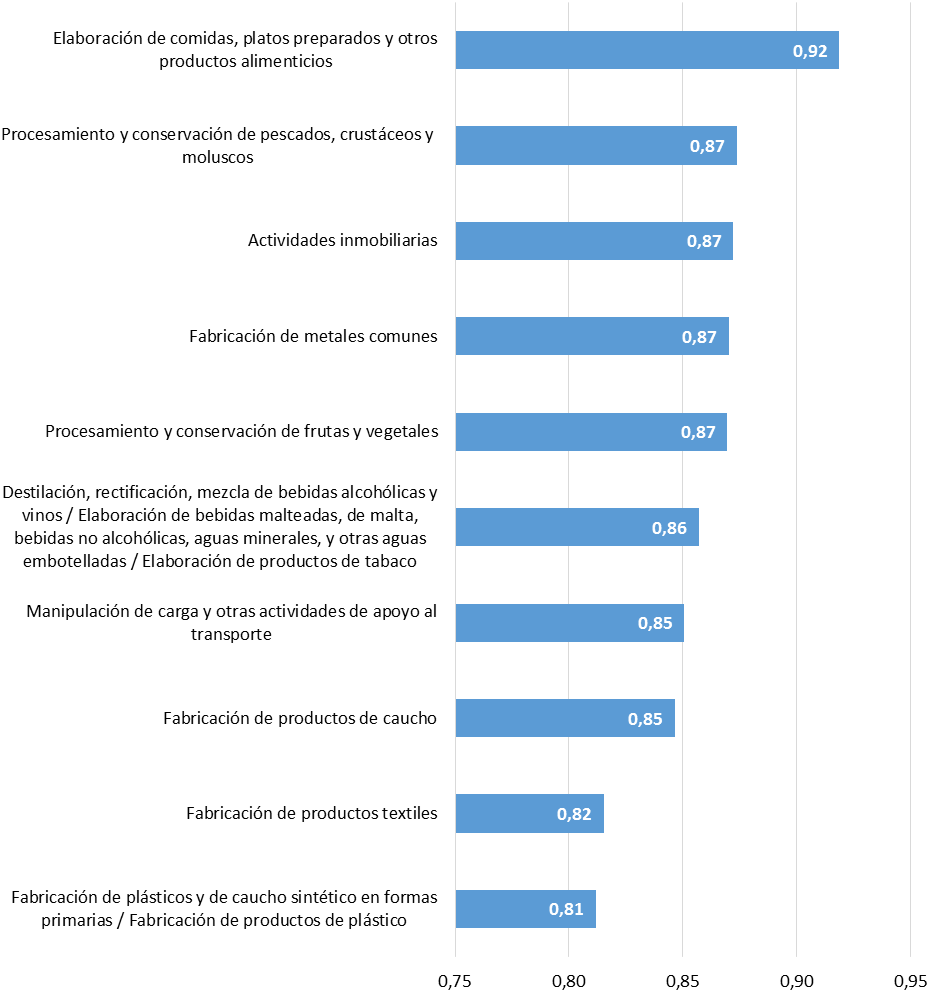 Elaboración de comidas, platos preparados y otros
productos alimenticios
0,92
Procesamiento y conservación de pescados, crustáceos y
moluscos
0,87
Actividades inmobiliarias
0,87
Fabricación de metales comunes
0,87
Procesamiento y conservación de frutas y vegetales
0,87
Destilación, rectificación, mezcla de bebidas alcohólicas y
vinos / Elaboración de bebidas malteadas, de malta,
bebidas no alcohólicas, aguas minerales, y otras aguas
embotelladas / Elaboración de productos de tabaco
0,86
Manipulación de carga y otras actividades de apoyo al
transporte
0,85
Fabricación de productos de caucho
0,85
Fabricación de productos textiles
0,82
Fabricación de plásticos y de caucho sintético en formas
primarias / Fabricación de productos de plástico
0,81
0,75 0,80 0,85 0,90 0,95